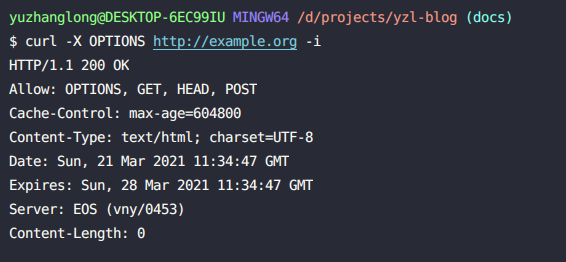 yuzhanglong@DESKTOP-6EC99IU MINGW64 /d/projects/yzl-blog (docs)
$ curl -X OPTIONS http://example.org -i
HTTP/1.1 200 OK
Allow: OPTIONS, GET, HEAD, POST
Cache-Control: max-age=604800
Content-Type: text/html; charset=UTF-8
Date: Sun, 21 Mar 2021 11:34:47 GMT
Expires: Sun, 28 Mar 2021 11:34:47 GMT
Server: EOS (vny/0453)
Content-Length: 0